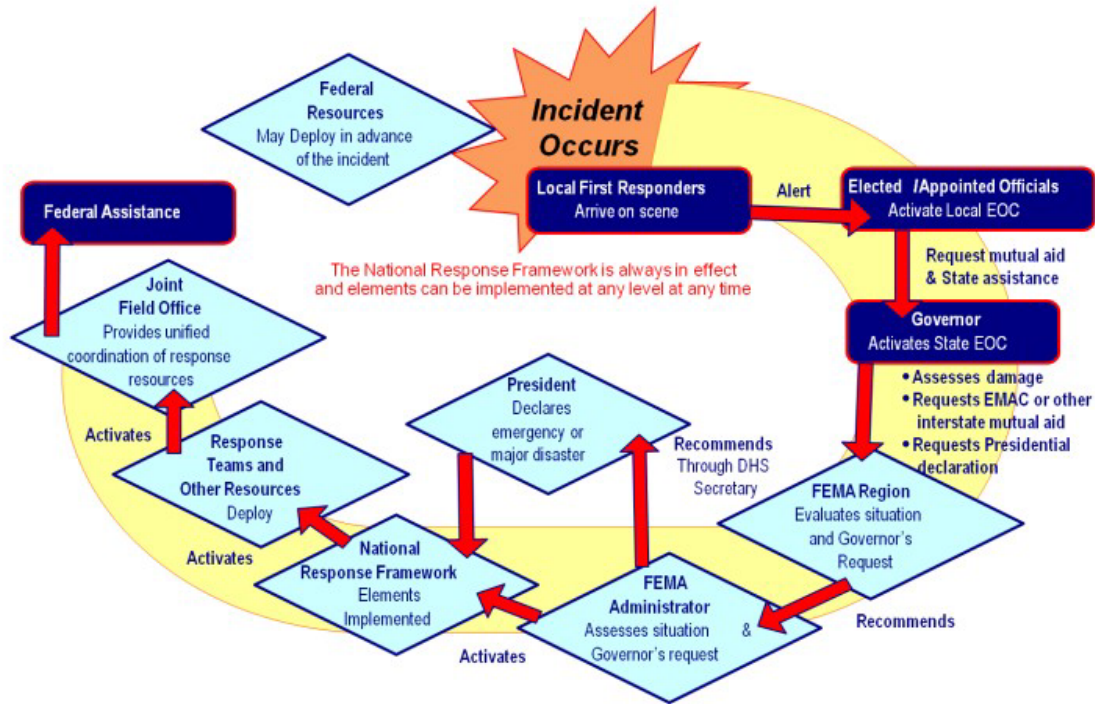 Federal
Resources
May Deploy in advance
of the incident
Incident
Occurs
Local First Responders
Arrive on scene
Alert
Elected /Appointed Officials
Activate Local EOC
Request mutual aid
& State assistance
Governor
Activates State EOC
• Assesses damage
• Requests EMAC or other
interstate mutual aid
• Requests Presidential
declaration
The National Response Framework is always in effect
and elements can be implemented at any level at any time
FEMA Region
Evaluates situation
and Governor's
Request
Recommends
FEMA
Administrator
Assesses situation &
Governor's request
Recommends
Through DHS
Secretary
President
Declares
emergency or
major disaster
Activates
National
Response Framework
Elements
Implemented
Activates
Response
Teams and
Other Resources
Deploy
Activates
Joint
Field Office
Provides unified
coordination of response
resources
Federal Assistance